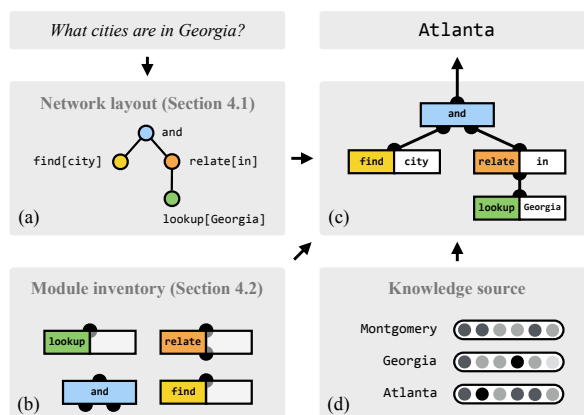 What cities are in Georgia?
Atlanta
Network layout (Section 4.1)
and
find[city]
relate[in]
lookup[Georgia]
(a)
and
find city
relate in
lookup Georgia
(c)
Module inventory (Section 4.2)
lookup
relate
and
find
(b)
Knowledge source
Montgomery
Georgia
Atlanta
(d)